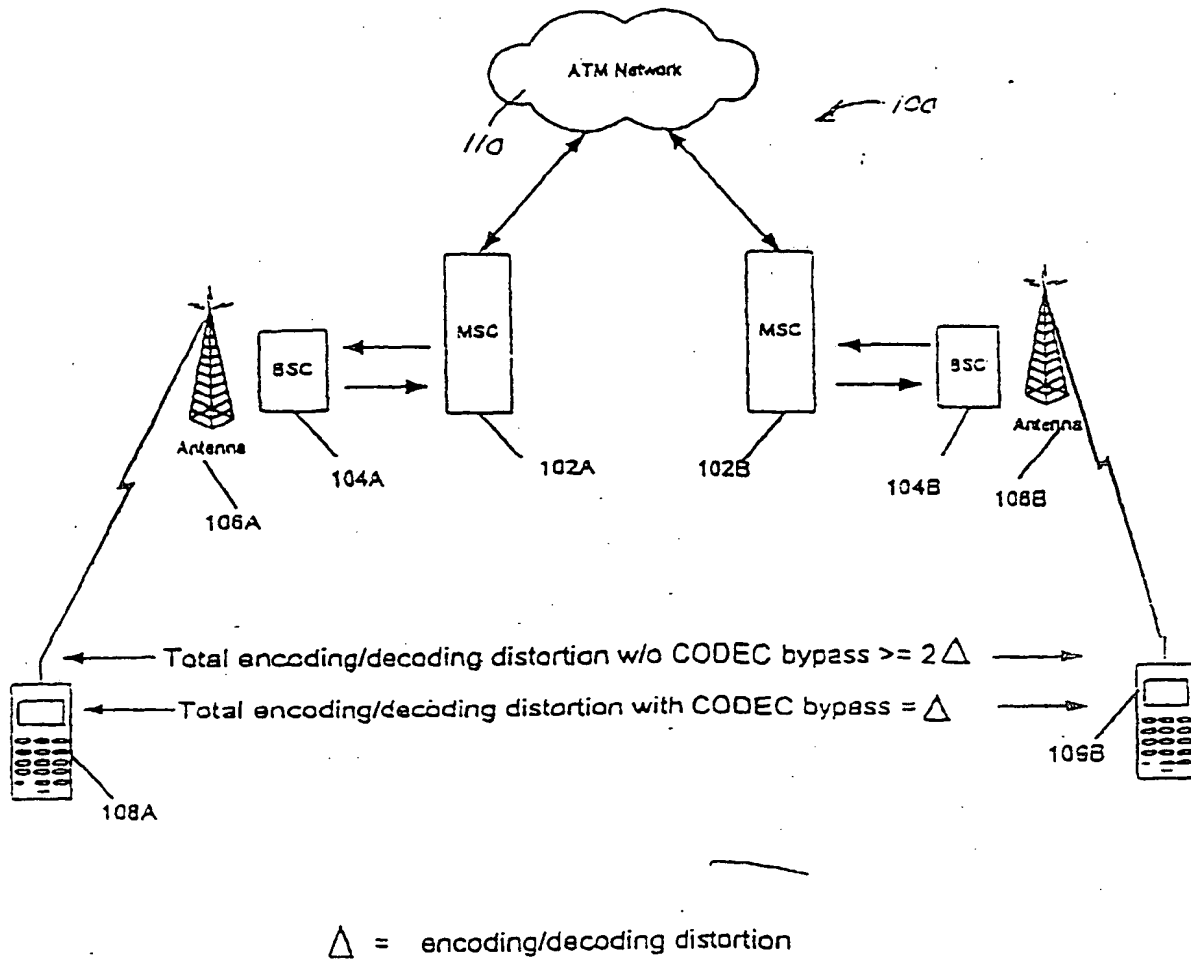 ATM Network
110
100
MSC
MSC
BSC
BSC
Antenna
Antenna
104A
102A
102B
104B
106A
106B
Total encoding/decoding distortion w/o CODEC bypass >= 2Δ
Total encoding/decoding distortion with CODEC bypass = Δ
108A
106B
Δ = encoding/decoding distortion